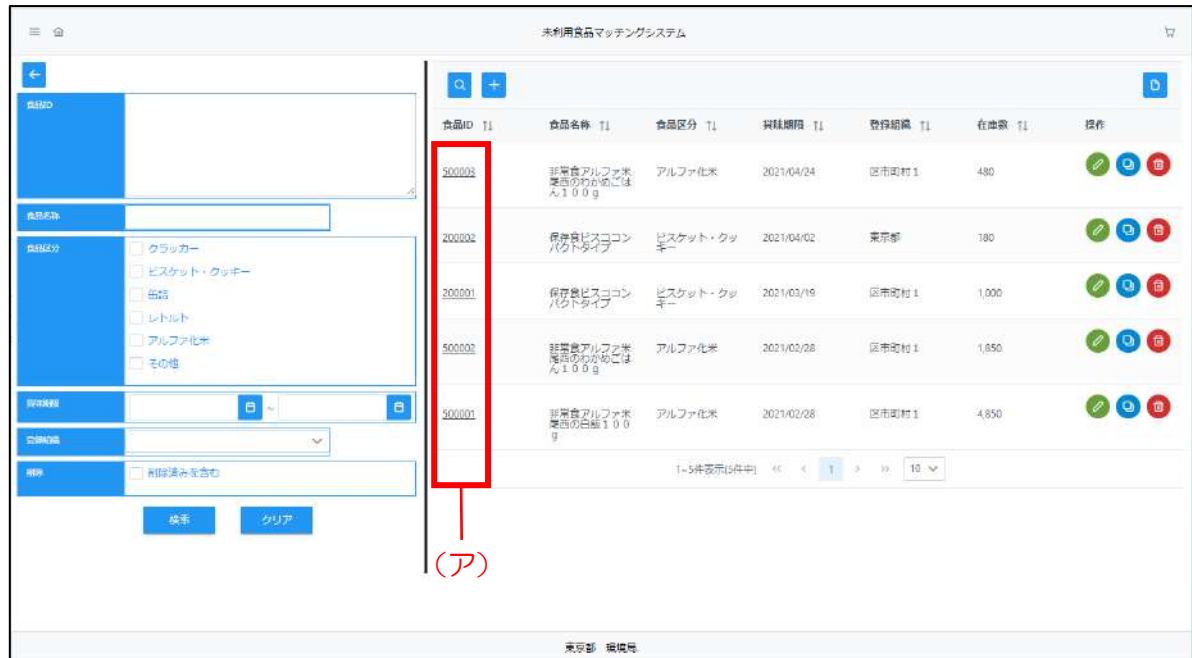 未利用食品マッチングシステム
食品ID
食品名称
食品区分
クラッカー
ビスケット・クッキー
缶詰
レトルト
アルファ化米
その他
賞味期限
~
登録組織
削除
削除済みを含む
検索
クリア
食品ID
食品名称
食品区分
賞味期限
登録組織
在庫数
操作
500003
非常食アルファ米
尾西のわかめごは
ん100g
アルファ化米
2021/04/24
区市町村1
480
200002
保存食ビスココン
パクトタイプ
ビスケット・クッ
キー
2021/04/02
東京都
180
200001
保存食ビスココン
パクトタイプ
ビスケット・クッ
キー
2021/03/19
区市町村1
1,000
500002
非常食アルファ米
尾西のわかめごは
ん100g
アルファ化米
2021/02/28
区市町村1
1,850
500001
非常食アルファ米
尾西の白飯100
g
アルファ化米
2021/02/28
区市町村1
4,850
1~5件表示(5件中)
<<
<
1
>
>>
10
(ア)
東京都 環境局